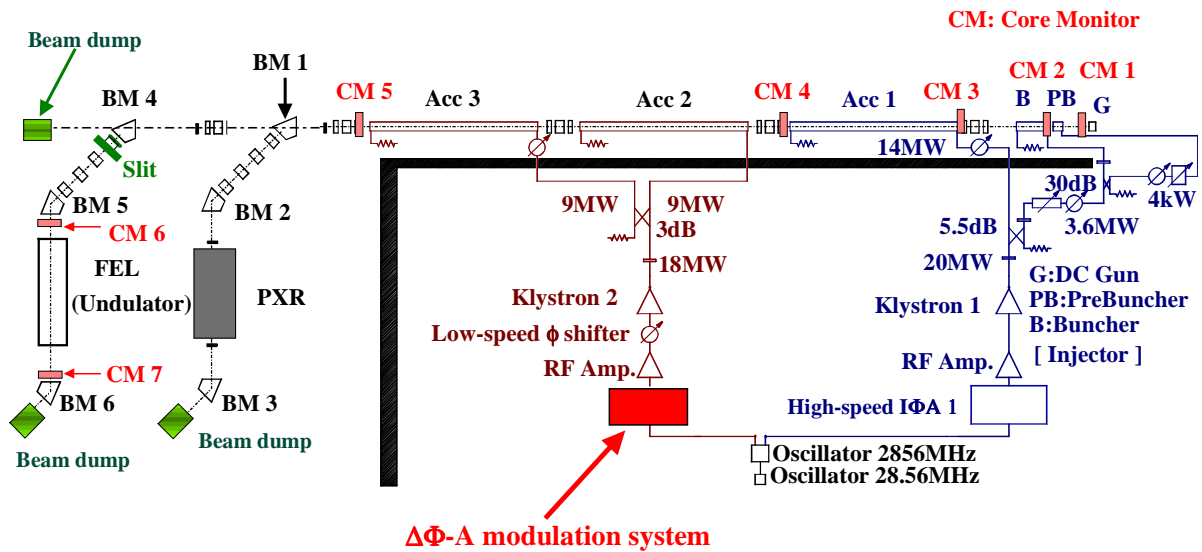 CM: Core Monitor
Beam dump
BM 1
BM 4
CM 5
Acc 3
Acc 2
CM 4
Acc 1
CM 3
CM 2
CM 1
B
PB
G
Slit
14MW
BM 5
BM 2
9MW
9MW
30dB
4kW
CM 6
3dB
5.5dB
3.6MW
FEL
(Undulator)
PXR
18MW
20MW
G:DC Gun
PB:PreBuncher
B:Buncher
[ Injector ]
Klystron 2
Klystron 1
Low-speed ϕ shifter
RF Amp.
RF Amp.
CM 7
BM 6
BM 3
High-speed IΦA 1
Beam dump
Beam dump
Oscillator 2856MHz
Oscillator 28.56MHz
ΔΦ-A modulation system